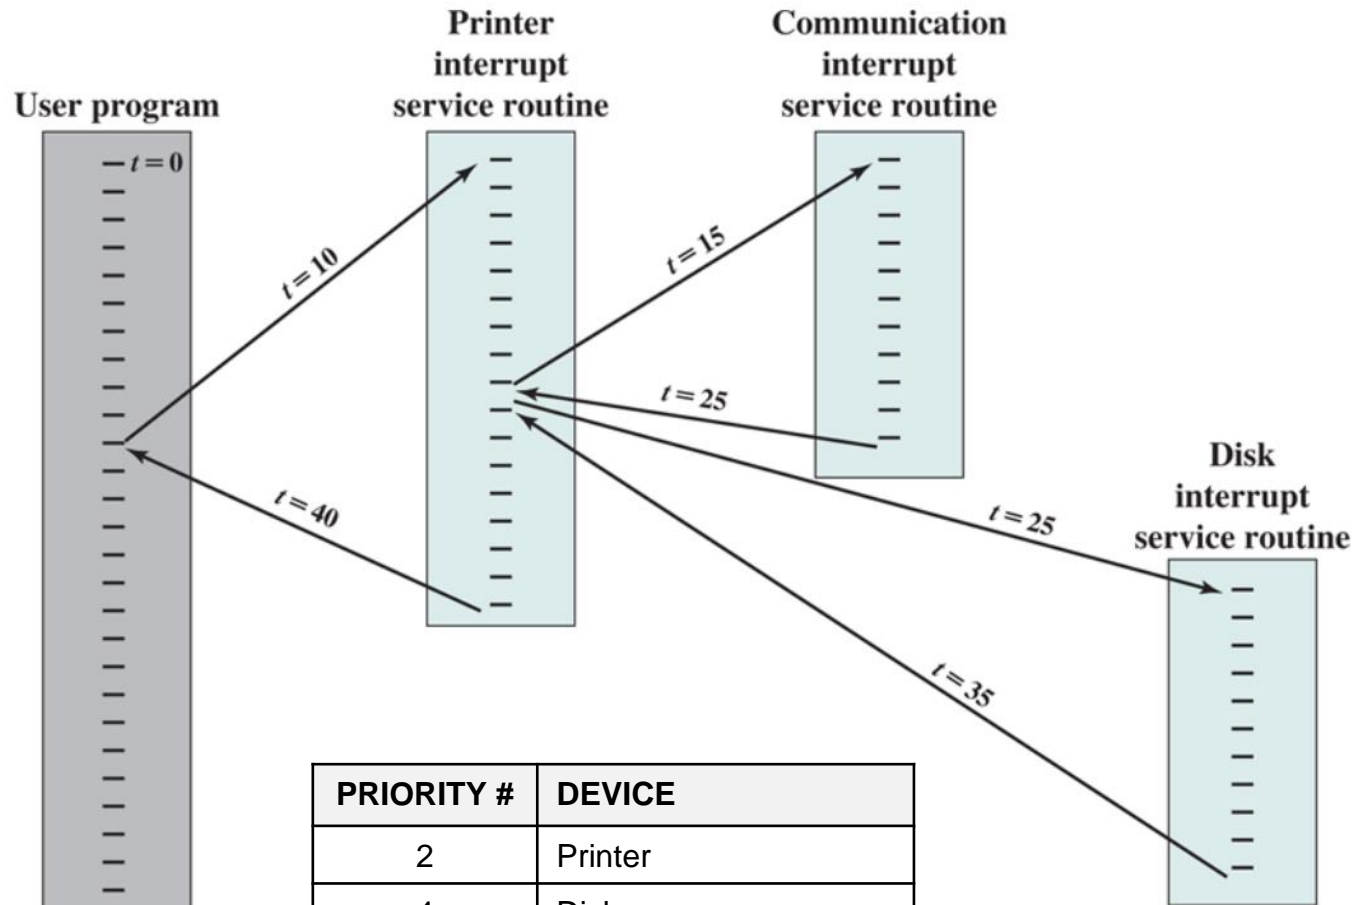 Printer
interrupt
service routine
Communication
interrupt
service routine
User program
t = 0
t = 10
t = 15
t = 25
t = 40
t = 25
t = 35
Disk
interrupt
service routine
PRIORITY # DEVICE
2 Printer